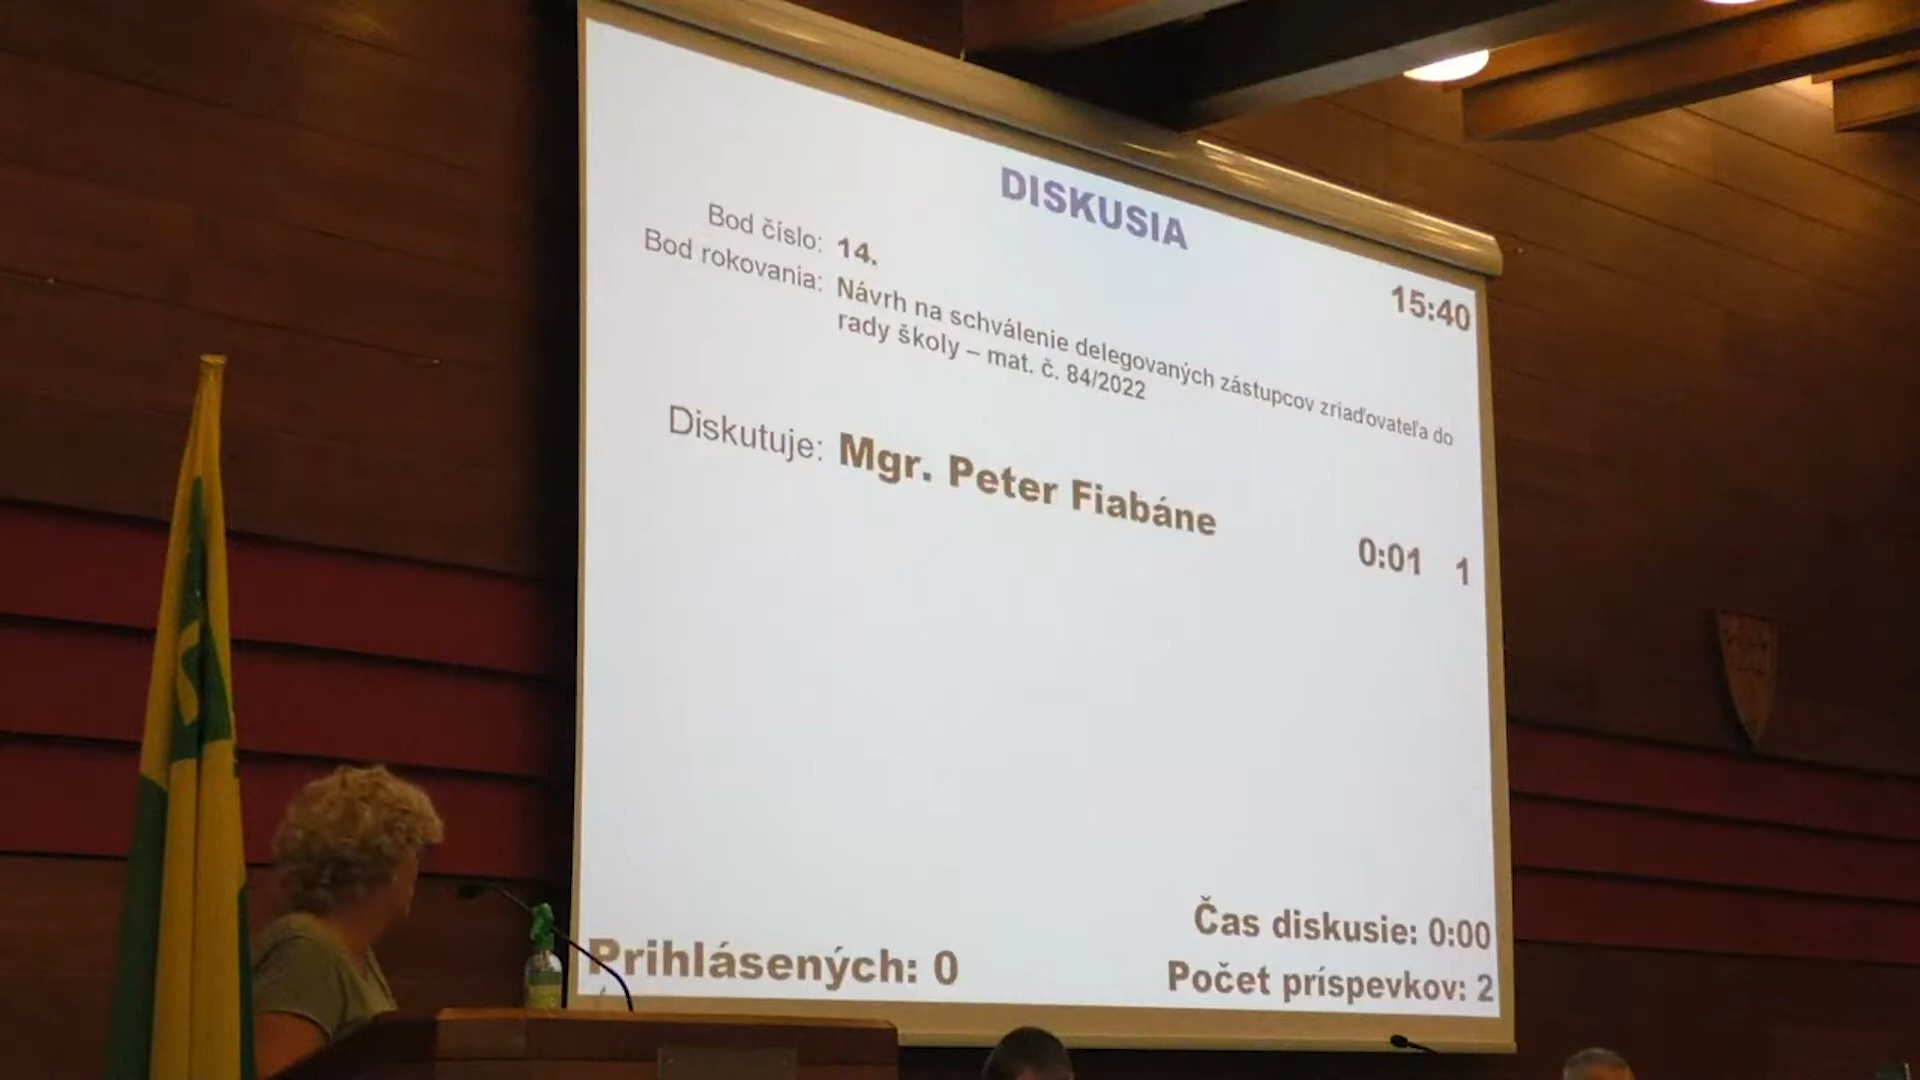 DISKUSIA
15:40
Bod číslo: 14.
Bod rokovania: Návrh na schválenie delegovaných zástupcov zriaďovateľa do
rady školy – mat. č. 84/2022
Diskutuje: Mgr. Peter Fiabáne
0:01 1
Čas diskusie: 0:00
Prihlásených: 0
Počet príspevkov: 2